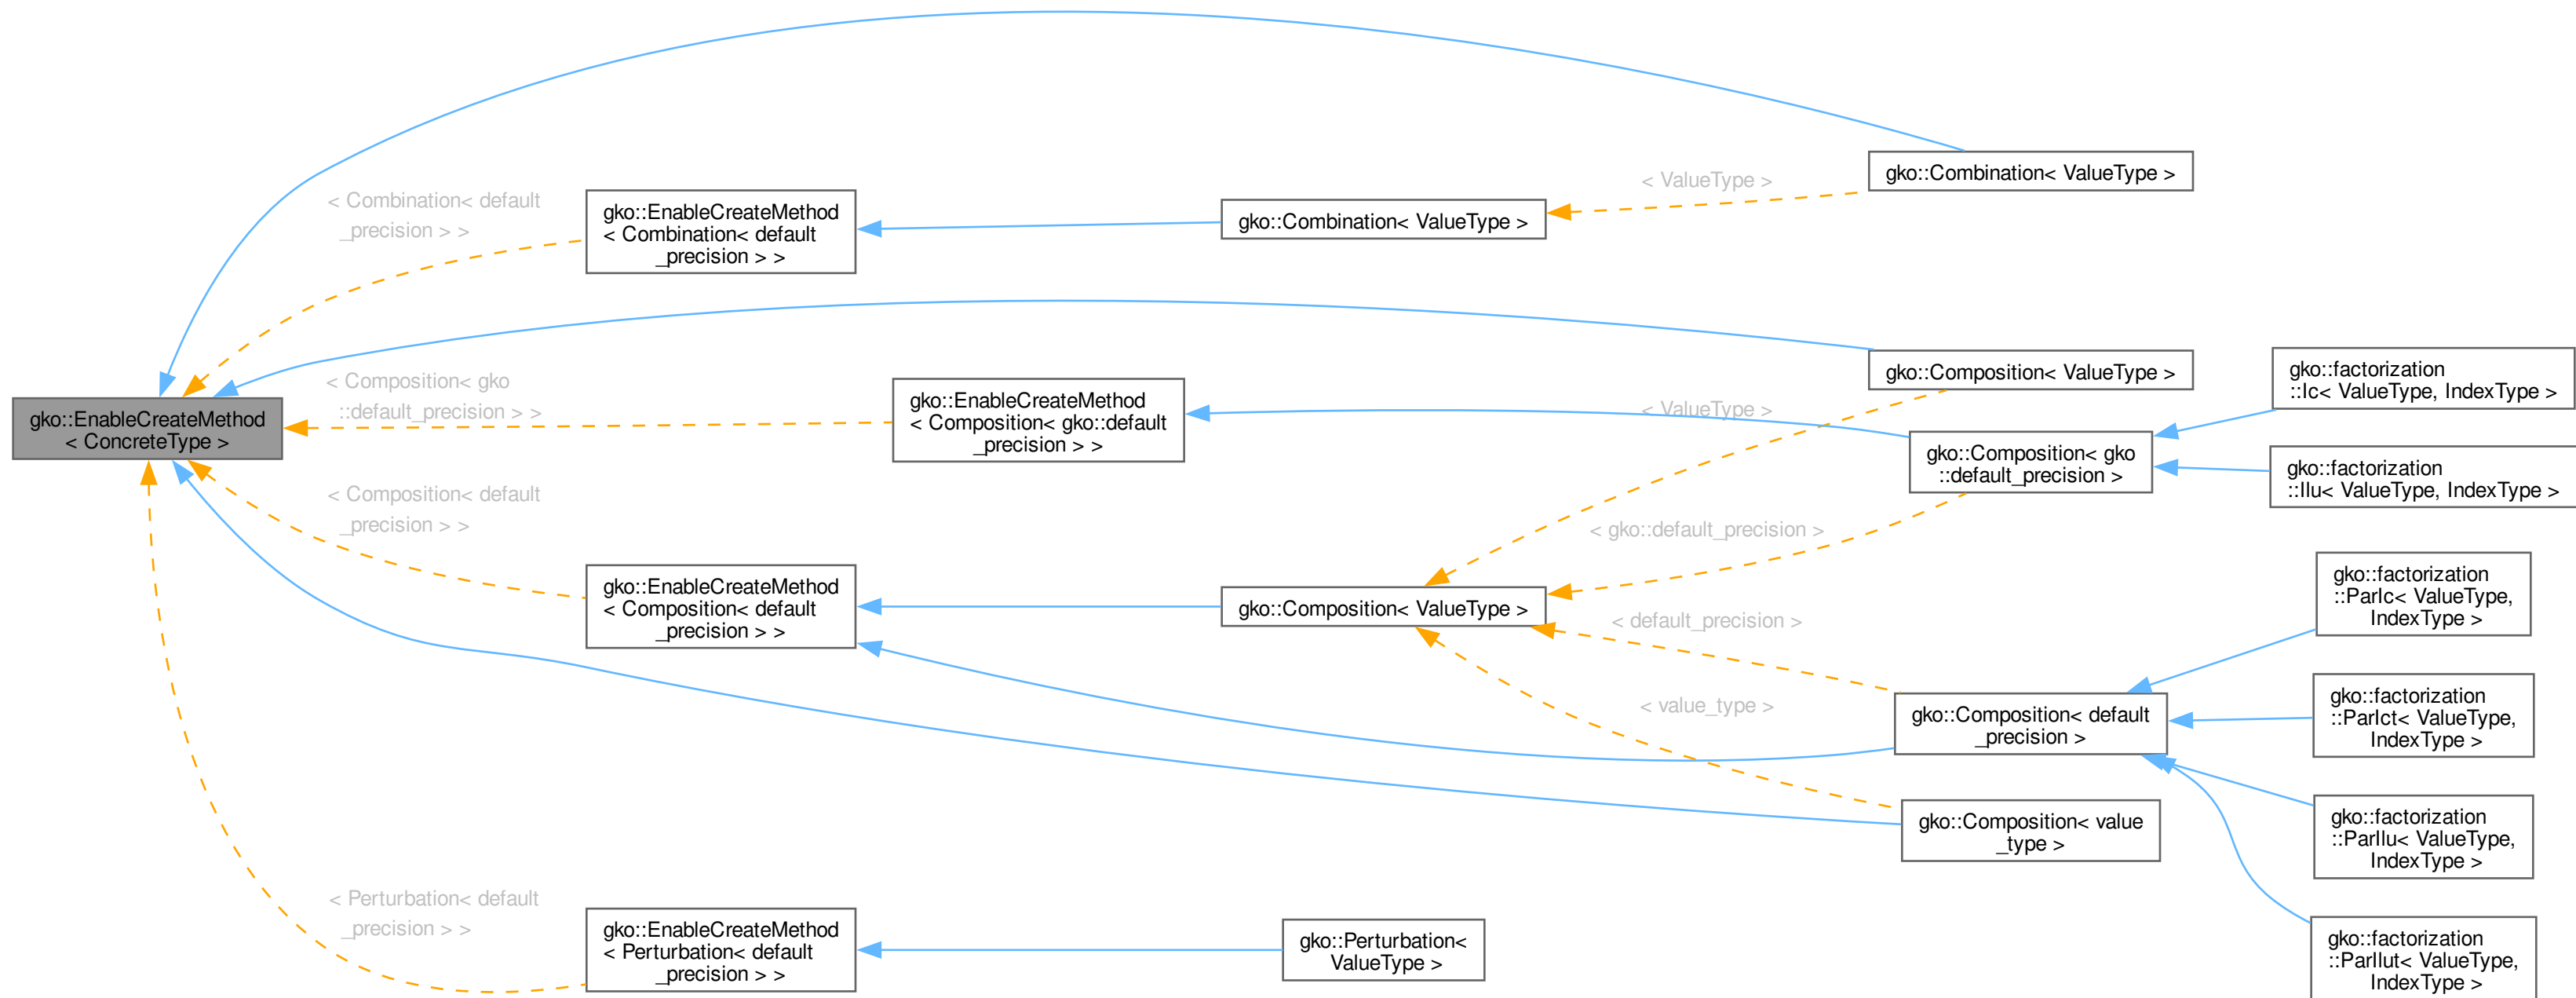 gko::EnableCreateMethod
< ConcreteType >
< Combination< default
_precision > >
gko::EnableCreateMethod
< Combination< default
_precision > >
gko::Combination< ValueType >
< ValueType >
gko::Combination< ValueType >
< Composition< gko
::default_precision > >
gko::EnableCreateMethod
< Composition< gko::default
_precision > >
gko::Composition< ValueType >
< ValueType >
gko::Composition< gko
::default_precision >
gko::factorization
::Ic< ValueType, IndexType >
gko::factorization
::Ilu< ValueType, IndexType >
< Composition< default
_precision > >
gko::EnableCreateMethod
< Composition< default
_precision > >
gko::Composition< ValueType >
< gko::default_precision >
< default_precision >
< value_type >
gko::Composition< default
_precision >
gko::Composition< value
_type >
gko::factorization
::ParIc< ValueType,
IndexType >
gko::factorization
::ParIct< ValueType,
IndexType >
gko::factorization
::ParIlu< ValueType,
IndexType >
gko::factorization
::ParIlut< ValueType,
IndexType >
< Perturbation< default
_precision > >
gko::EnableCreateMethod
< Perturbation< default
_precision > >
gko::Perturbation<
ValueType >